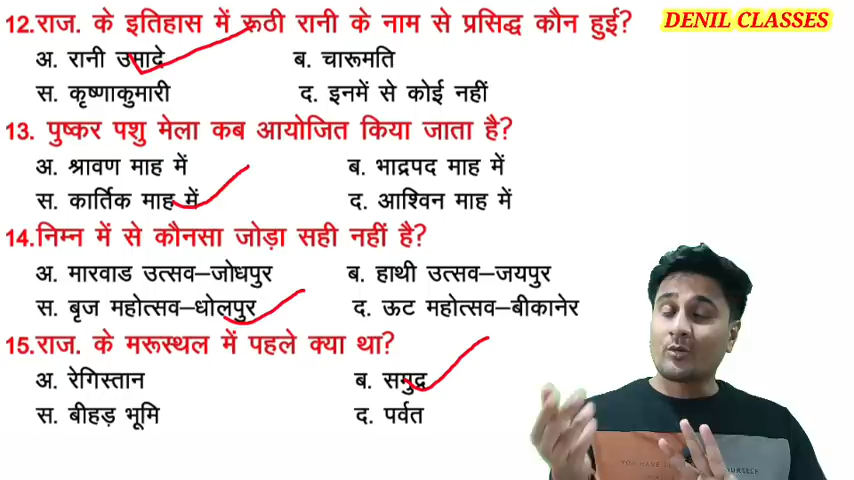 DENIL CLASSES
12.राज. के इतिहास में रूठी रानी के नाम से प्रसिद्ध कौन हुई?
अ. रानी उमादे ब. चारूमति
स. कृष्णाकुमारी द. इनमें से कोई नहीं
13. पुष्कर पशु मेला कब आयोजित किया जाता है?
अ. श्रावण माह में ब. भाद्रपद माह में
स. कार्तिक माह में द. आश्विन माह में
14.निम्न में से कौनसा जोड़ा सही नहीं है?
अ. मारवाड उत्सव–जोधपुर ब. हाथी उत्सव–जयपुर
स. बृज महोत्सव–धोलपुर द. ऊट महोत्सव–बीकानेर
15.राज. के मरूस्थल में पहले क्या था?
अ. रेगिस्तान ब. समुद्र
स. बीहड़ भूमि द. पर्वत